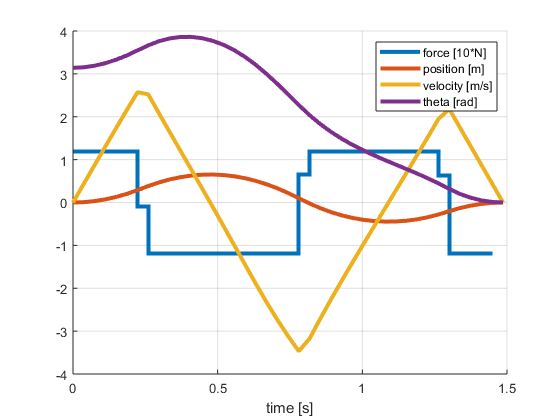 4
3
2
1
0
-1
-2
-3
-4
0
0.5
1
1.5
time [s]
force [10*N]
position [m]
velocity [m/s]
theta [rad]